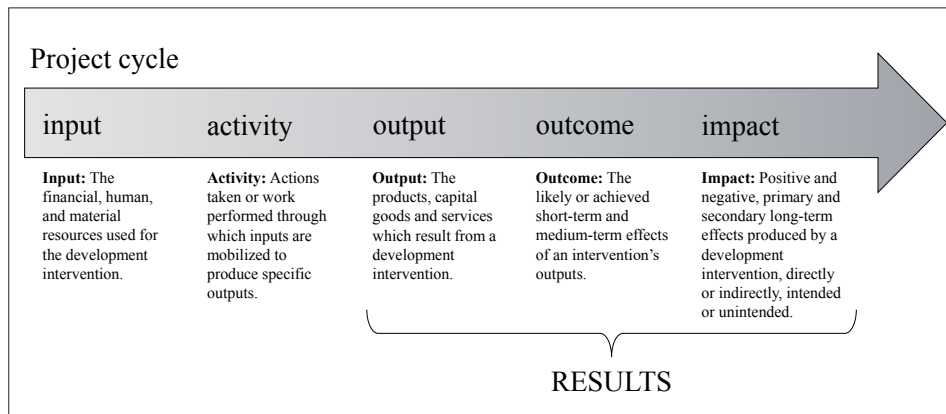 Project cycle
input
activity
output
outcome
impact
Input: The
financial, human,
and material
resources used for
the development
intervention.
Activity: Actions
taken or work
performed through
which inputs are
mobilized to
produce specific
outputs.
Output: The
products, capital
goods and services
which result from a
development
intervention.
Outcome: The
likely or achieved
short-term and
medium-term effects
of an intervention’s
outputs.
Impact: Positive and
negative, primary and
secondary long-term
effects produced by a
development
intervention, directly
or indirectly, intended
or unintended.
RESULTS